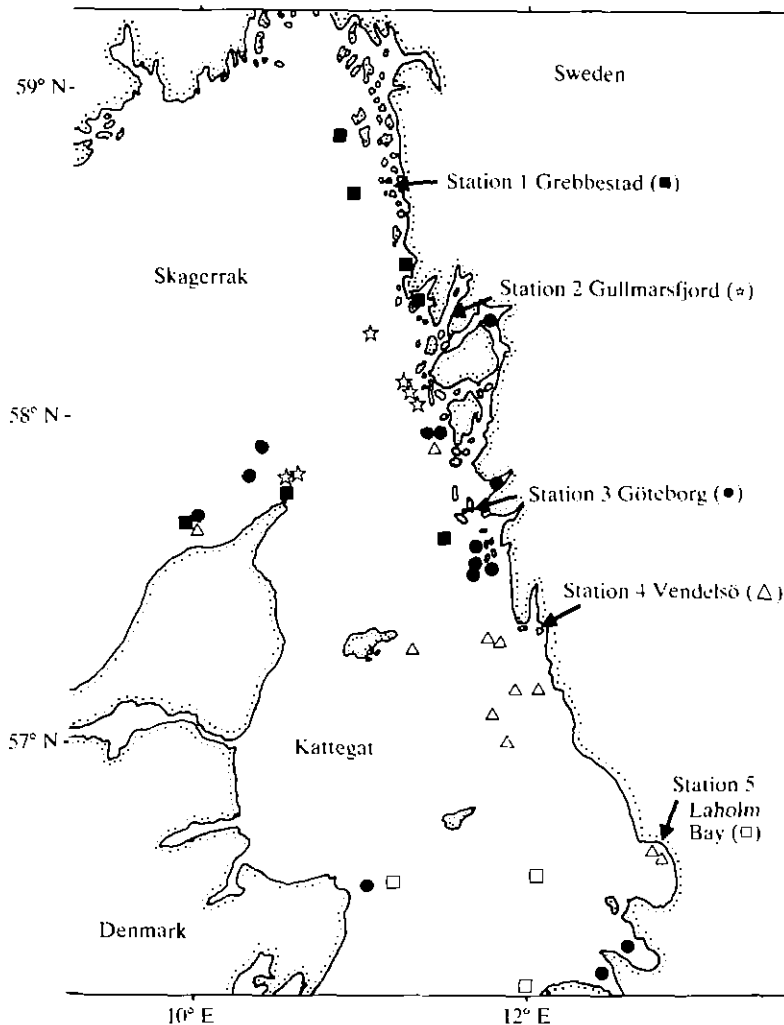 59° N-
Sweden
Station 1 Grebbestad (■)
Skagerrak
Station 2 Gullmarsfjord (☆)
58° N -
Station 3 Göteborg (●)
Station 4 Vendelsö (△)
57° N -
Kattegat
Station 5
Laholm
Bay (□)
Denmark
10° E
12° E